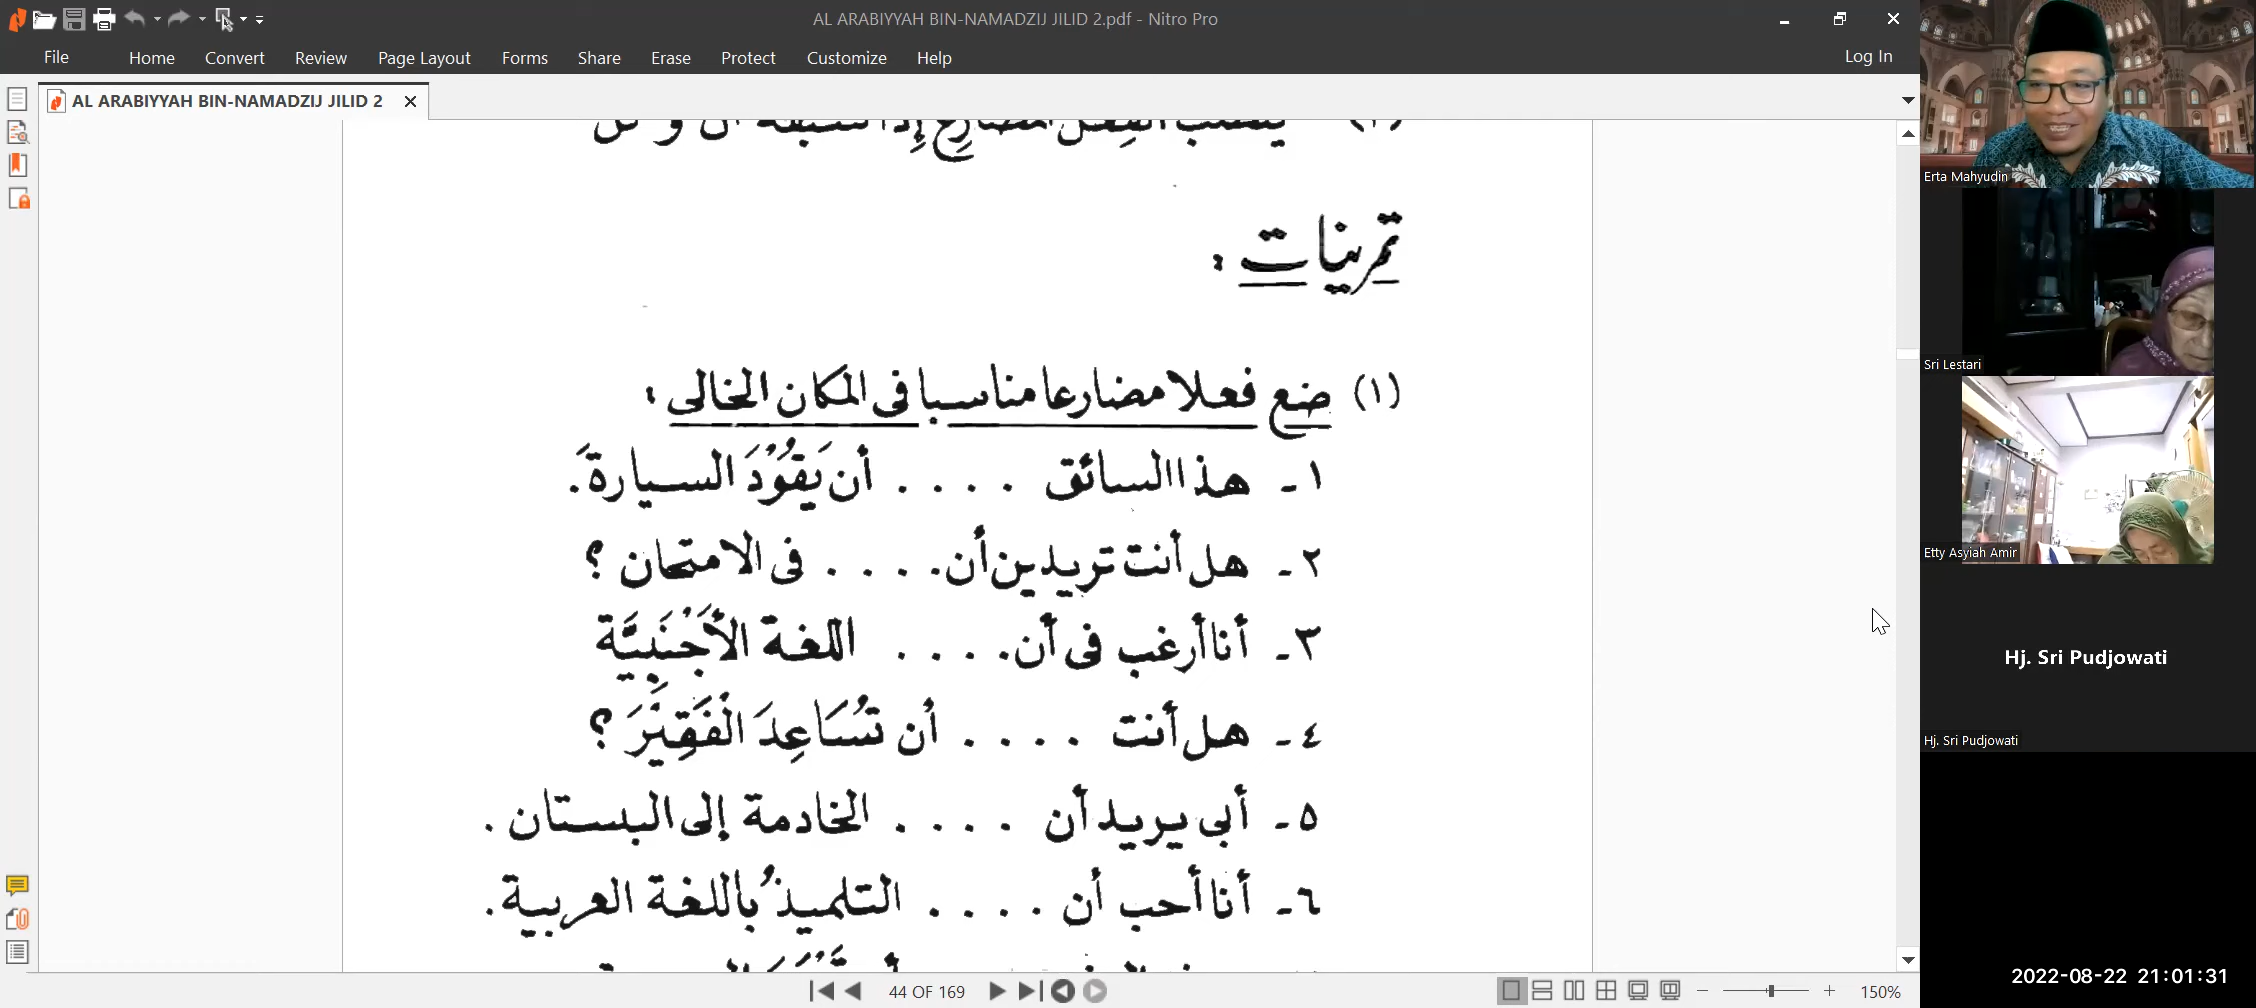 AL ARABIYYAH BIN-NAMADZIJ JILID 2.pdf - Nitro Pro
File Home Convert Review Page Layout Forms Share Erase Protect Customize Help Log In
AL ARABIYYAH BIN-NAMADZIJ JILID 2
تمرينات :
(١) ضع فعلا مضارعا مناسبا فى المكان الخالى :
١ - هذا السائق .... أن يَقُوْدَ السيارةَ.
٢ - هل أنت تريدين أن .... فى الامتحان ؟
٣ - أنا أرغب فى أن .... اللغة الأَجْنَبِيَّة
٤ - هل أنت .... أن تُسَاعِدَ الْفَقِيْرَ ؟
٥ - أبي يريد أن .... الخادمة إلى البستان .
٦ - أنا أحب أن .... التلميذُ باللغة العربية .
44 OF 169
150%
Erta Mahyudin
Sri Lestari
Etty Asyiah Amir
Hj. Sri Pudjowati
Hj. Sri Pudjowati
2022-08-22 21:01:31